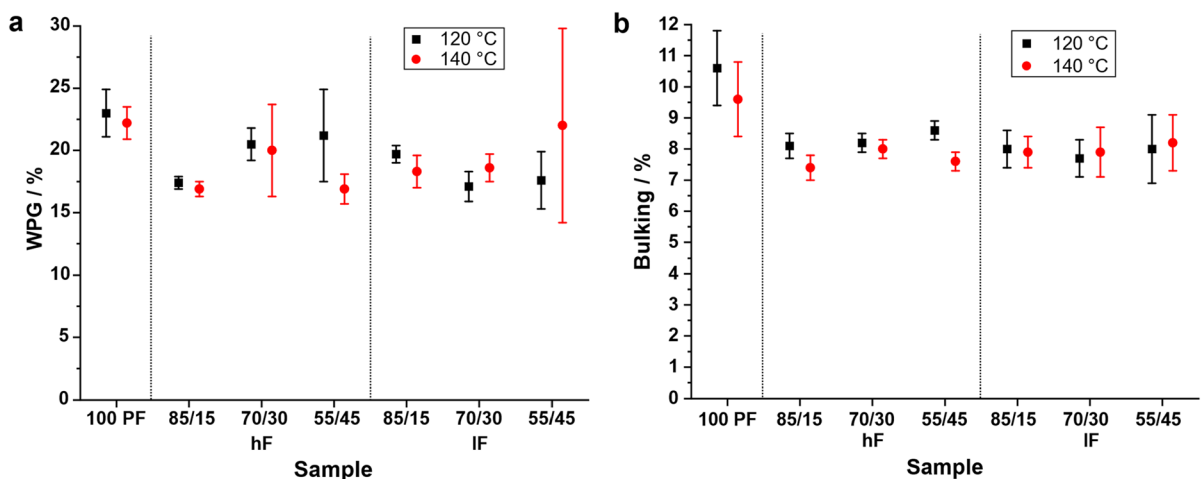 a
30
25
20
15
10
5
0
WPG / %
120 °C
140 °C
100 PF 85/15 70/30 55/45 85/15 70/30 55/45
hF lF
Sample
b
12
11
10
9
8
7
6
5
4
3
2
1
0
Bulking / %
120 °C
140 °C
100 PF 85/15 70/30 55/45 85/15 70/30 55/45
hF lF
Sample